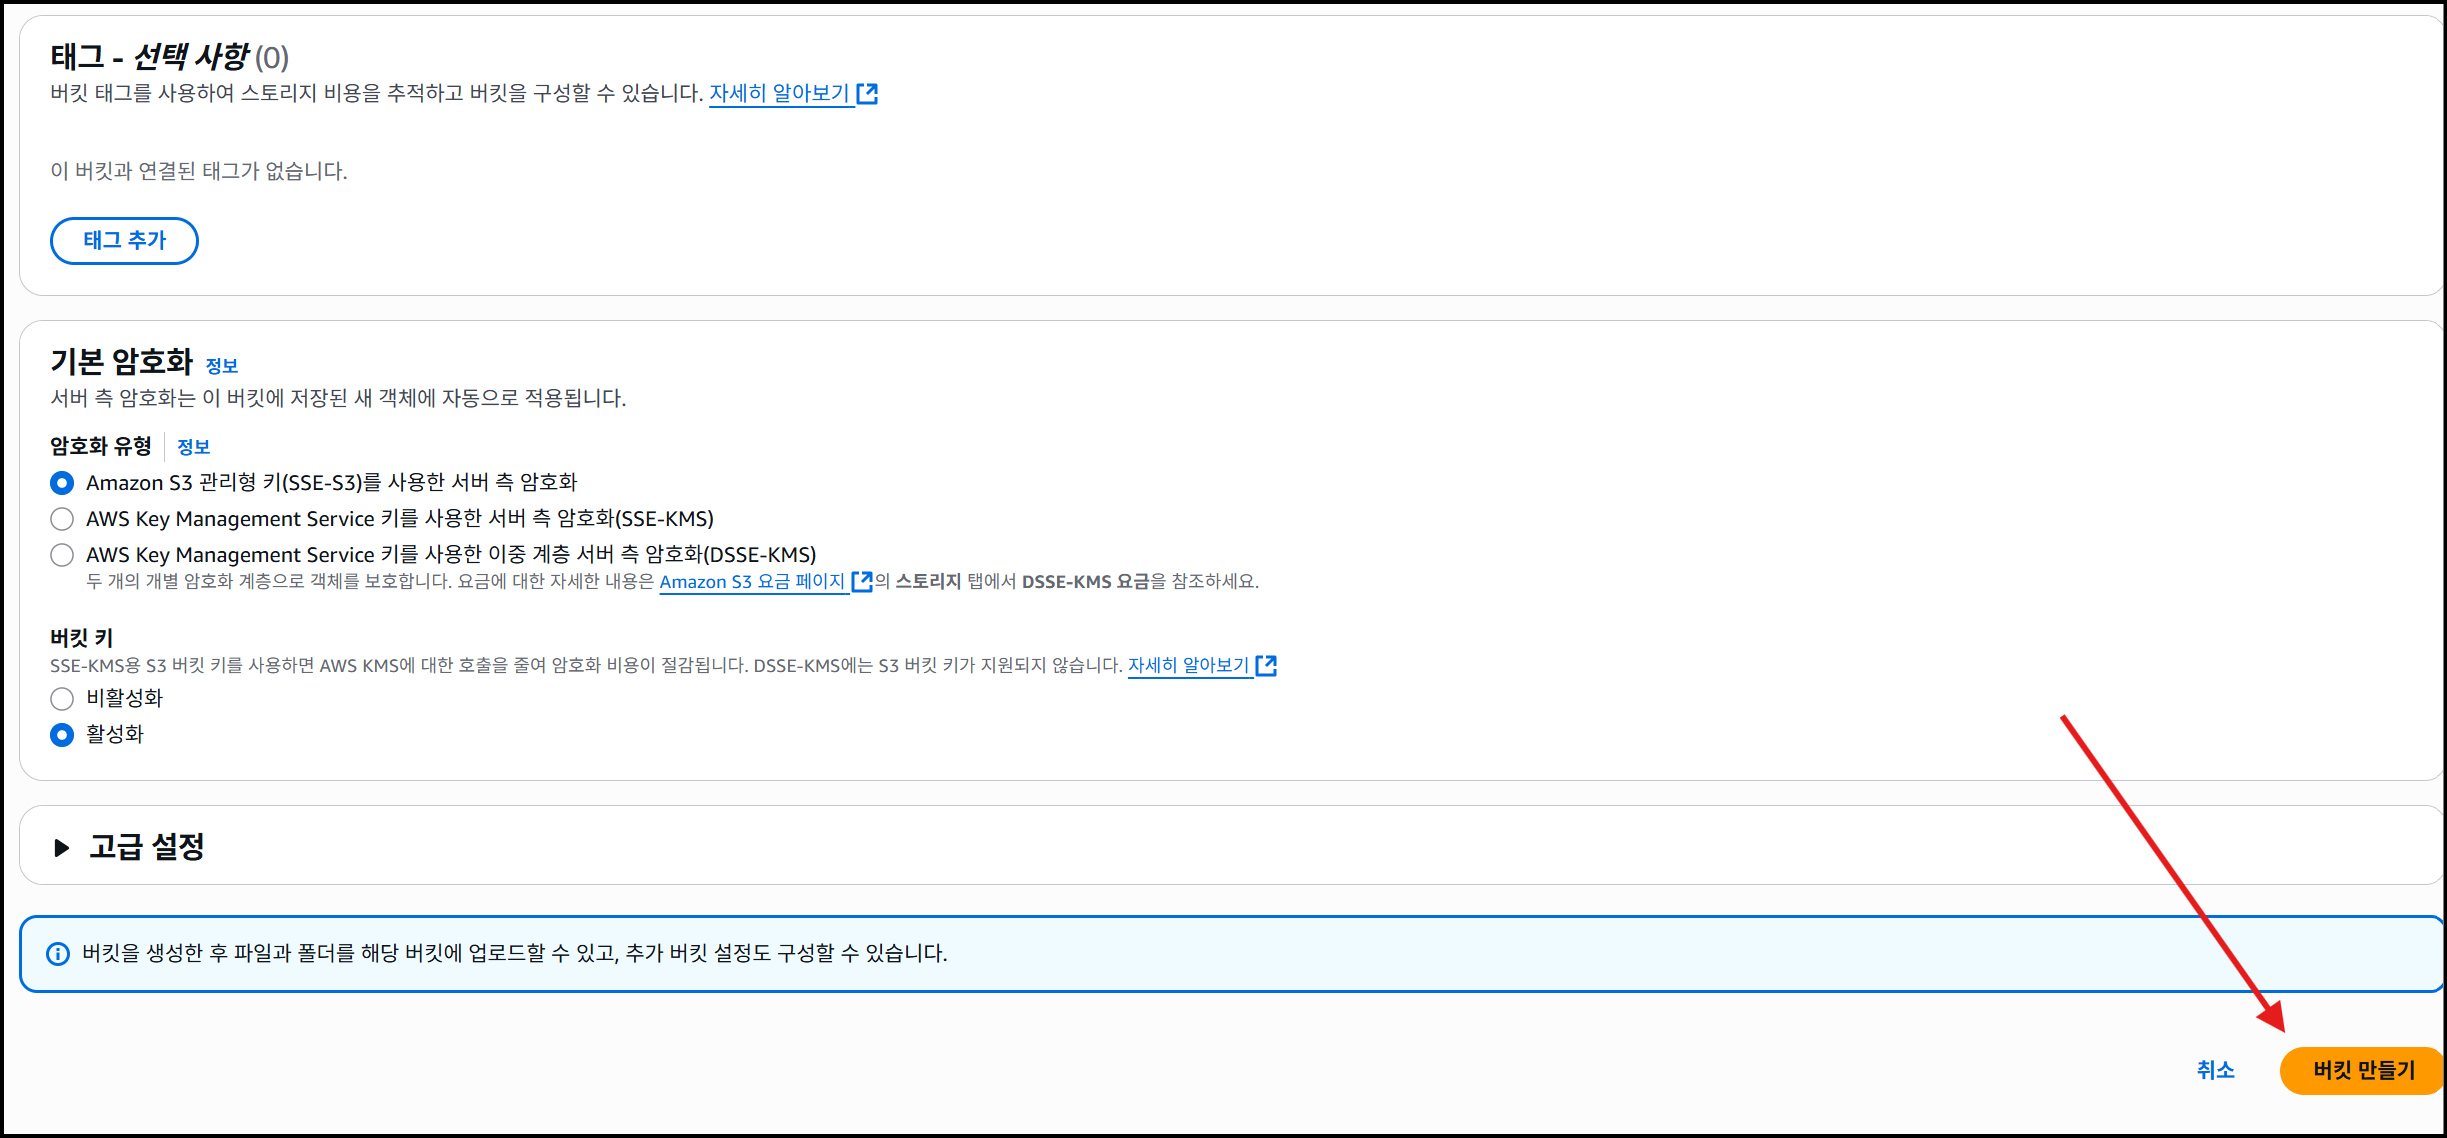 태그 - 선택 사항 (0)
버킷 태그를 사용하여 스토리지 비용을 추적하고 버킷을 구성할 수 있습니다. 자세히 알아보기
이 버킷과 연결된 태그가 없습니다.
태그 추가
기본 암호화 정보
서버 측 암호화는 이 버킷에 저장된 새 객체에 자동으로 적용됩니다.
암호화 유형 정보
Amazon S3 관리형 키(SSE-S3)를 사용한 서버 측 암호화
AWS Key Management Service 키를 사용한 서버 측 암호화(SSE-KMS)
AWS Key Management Service 키를 사용한 이중 계층 서버 측 암호화(DSSE-KMS)
두 개의 개별 암호화 계층으로 객체를 보호합니다. 요금에 대한 자세한 내용은 Amazon S3 요금 페이지의 스토리지 탭에서 DSSE-KMS 요금을 참조하세요.
버킷 키
SSE-KMS용 S3 버킷 키를 사용하면 AWS KMS에 대한 호출을 줄여 암호화 비용이 절감됩니다. DSSE-KMS에는 S3 버킷 키가 지원되지 않습니다. 자세히 알아보기
비활성화
활성화
고급 설정
버킷을 생성한 후 파일과 폴더를 해당 버킷에 업로드할 수 있고, 추가 버킷 설정도 구성할 수 있습니다.
취소 버킷 만들기